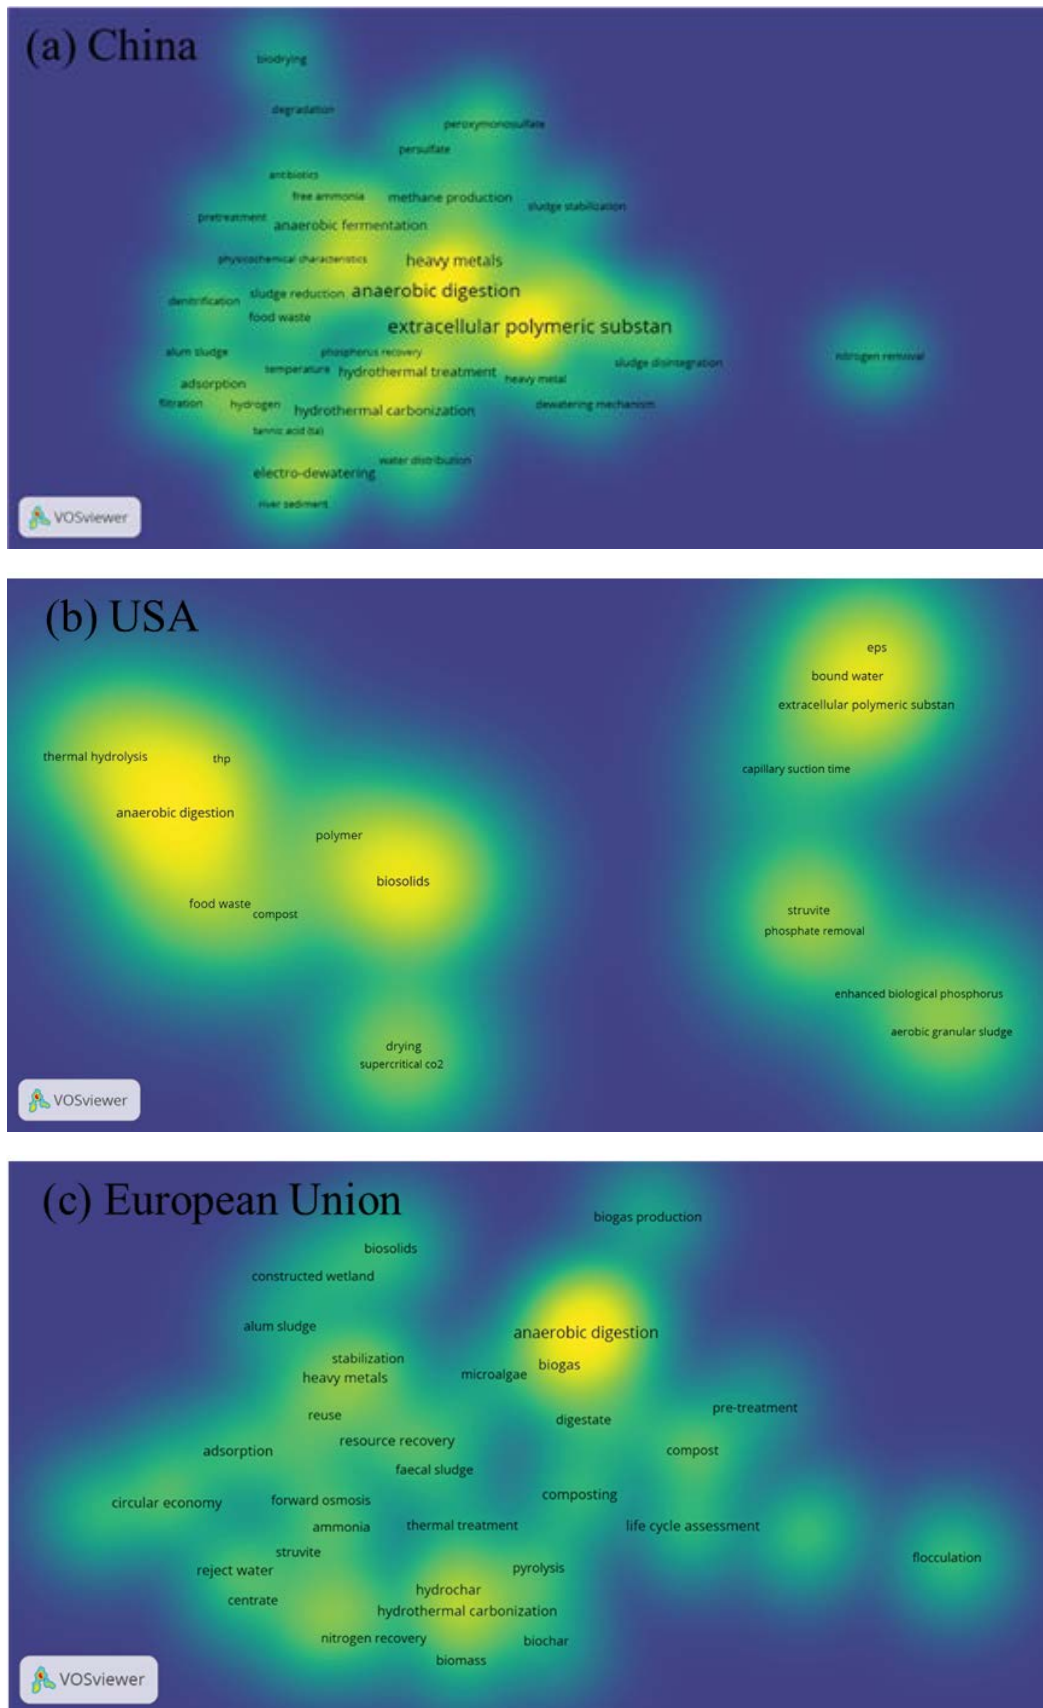 (a) China
biodrying
degradation
peroxymonosulfate
persulfate
antibiotics
free ammonia
methane production
sludge stabilization
pretreatment
anaerobic fermentation
physicochemical characteristics
heavy metals
sludge reduction
anaerobic digestion
denitrification
food waste
extracellular polymeric substan
alum sludge
phosphorus recovery
nitrogen removal
temperature
hydrothermal treatment
sludge disintegration
heavy metal
adsorption
filtration
hydrogen
hydrothermal carbonization
dewatering mechanism
tannic acid (ta)
water distribution
electro-dewatering
river sediment
VOSviewer
(b) USA
eps
bound water
extracellular polymeric substan
thermal hydrolysis
thp
capillary suction time
anaerobic digestion
polymer
biosolids
food waste
compost
struvite
phosphate removal
enhanced biological phosphorus
aerobic granular sludge
drying
supercritical co2
VOSviewer
(c) European Union
biogas production
biosolids
constructed wetland
alum sludge
anaerobic digestion
stabilization
biogas
heavy metals
microalgae
reuse
digestate
pre-treatment
resource recovery
adsorption
compost
faecal sludge
circular economy
forward osmosis
composting
ammonia
thermal treatment
life cycle assessment
struvite
flocculation
reject water
pyrolysis
hydrochar
centrate
hydrothermal carbonization
nitrogen recovery
biochar
biomass
VOSviewer